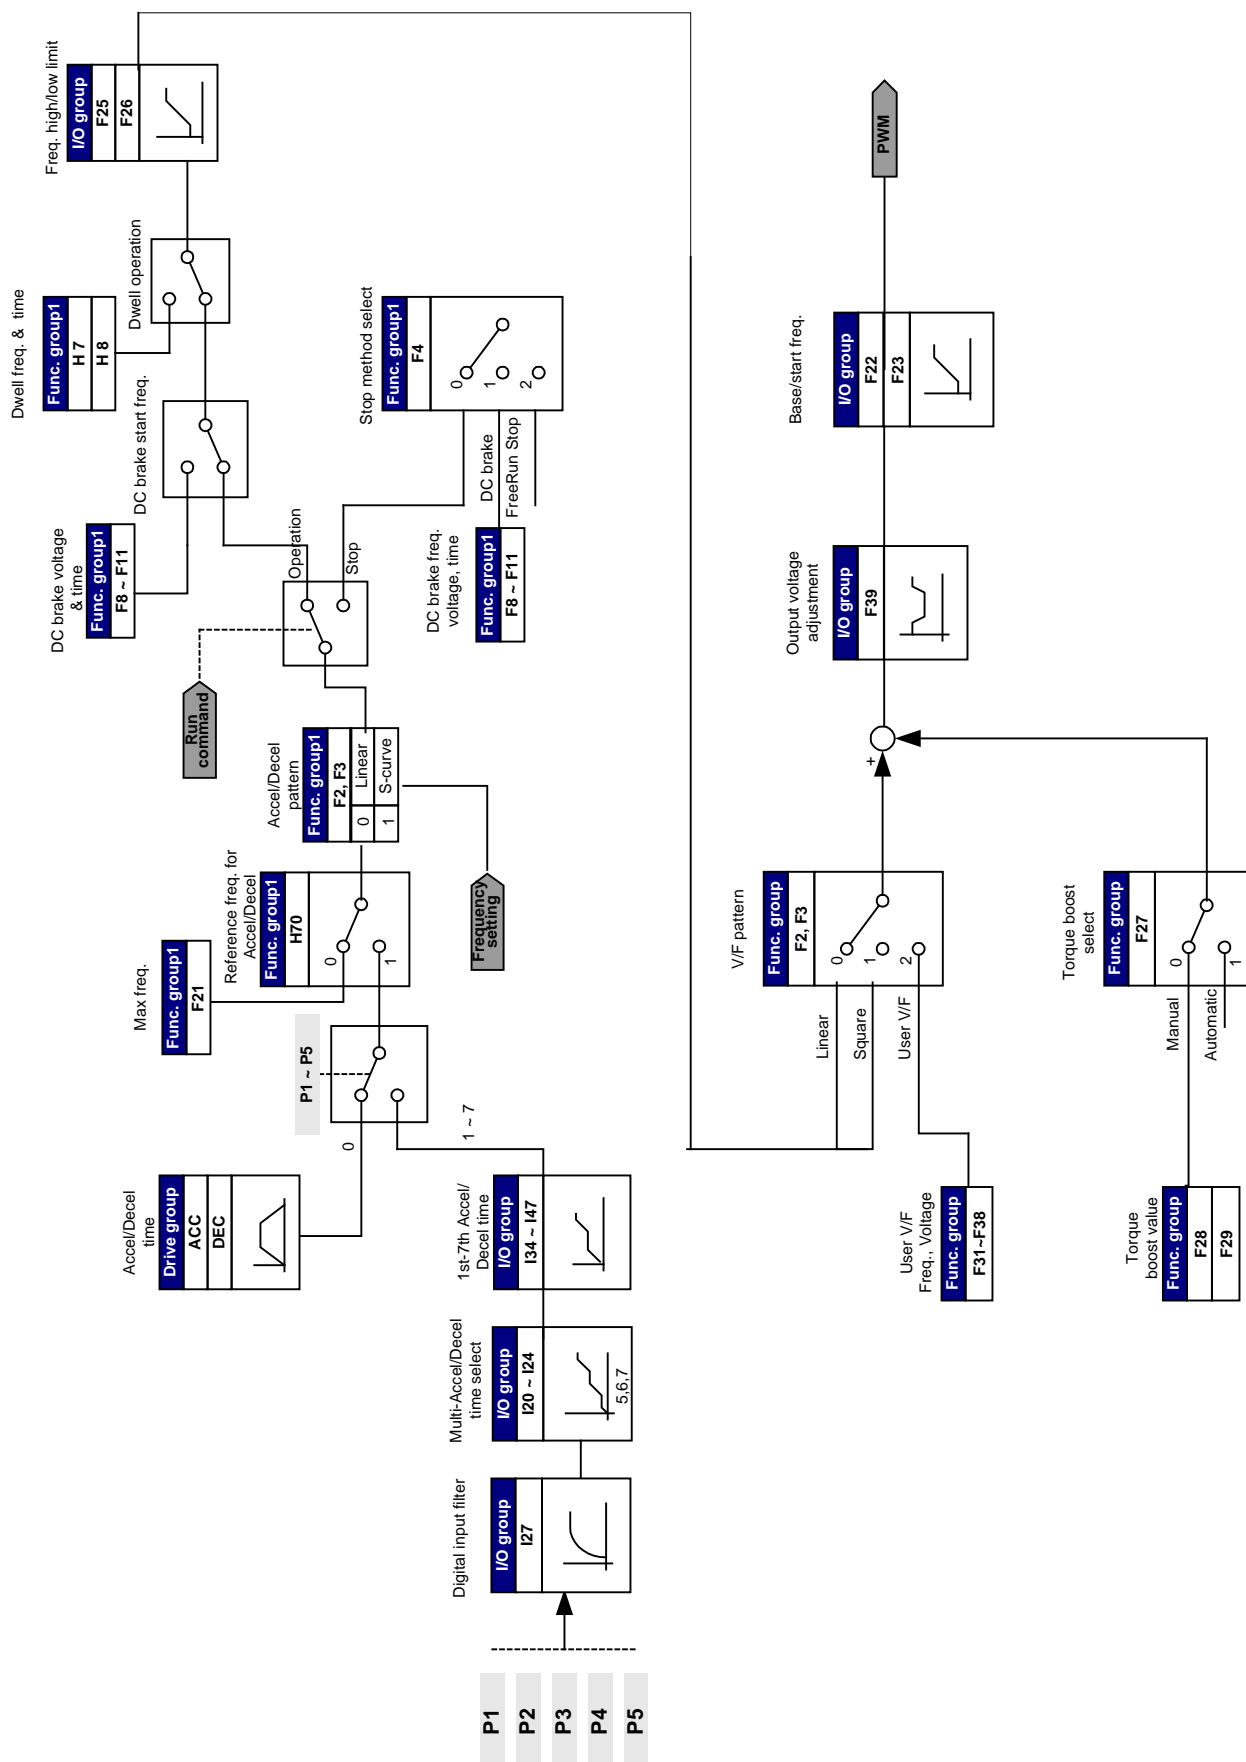 P1
P2
P3
P4
P5
Digital input filter
I/O group
I27
Multi-Accel/Decel
time select
I/O group
I20 ~ I24
5,6,7
1st-7th Accel/
Decel time
I/O group
I34 ~ I47
Accel/Decel
time
Drive group
ACC
DEC
0
1 ~ 7
P1 ~ P5
Max freq.
Func. group1
F21
Reference freq. for
Accel/Decel
Func. group1
H70
0
1
Frequency
setting
Accel/Decel
pattern
Func. group1
F2, F3
0
Linear
1
S-curve
Run
command
Operation
Stop
DC brake voltage
& time
Func. group1
F8 ~ F11
DC brake freq.
voltage, time
Func. group1
F8 ~ F11
DC brake start freq.
Stop method select
Func. group1
F4
0
1
2
DC brake
FreeRun Stop
Dwell freq. & time
Func. group1
H 7
H 8
Dwell operation
Freq. high/low limit
I/O group
F25
F26
User V/F
Freq., Voltage
Func. group
F31~F38
V/F pattern
Func. group
F2, F3
0
1
2
Linear
Square
User V/F
Torque
boost value
Func. group
F28
F29
Torque boost
select
Func. group
F27
0
1
Manual
Automatic
+
Output voltage
adjustment
I/O group
F39
Base/start freq.
I/O group
F22
F23
PWM